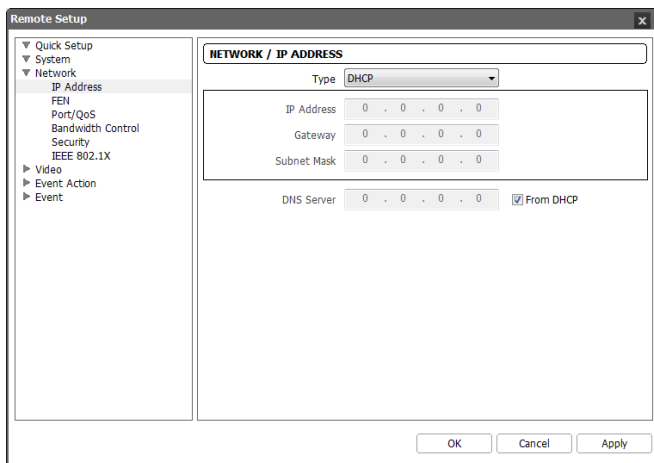 Remote Setup
x
Quick Setup
System
Network
IP Address
FEN
Port/QoS
Bandwidth Control
Security
IEEE 802.1X
Video
Event Action
Event
NETWORK / IP ADDRESS
Type DHCP
IP Address 0 . 0 . 0 . 0
Gateway 0 . 0 . 0 . 0
Subnet Mask 0 . 0 . 0 . 0
DNS Server 0 . 0 . 0 . 0 From DHCP
OK Cancel Apply